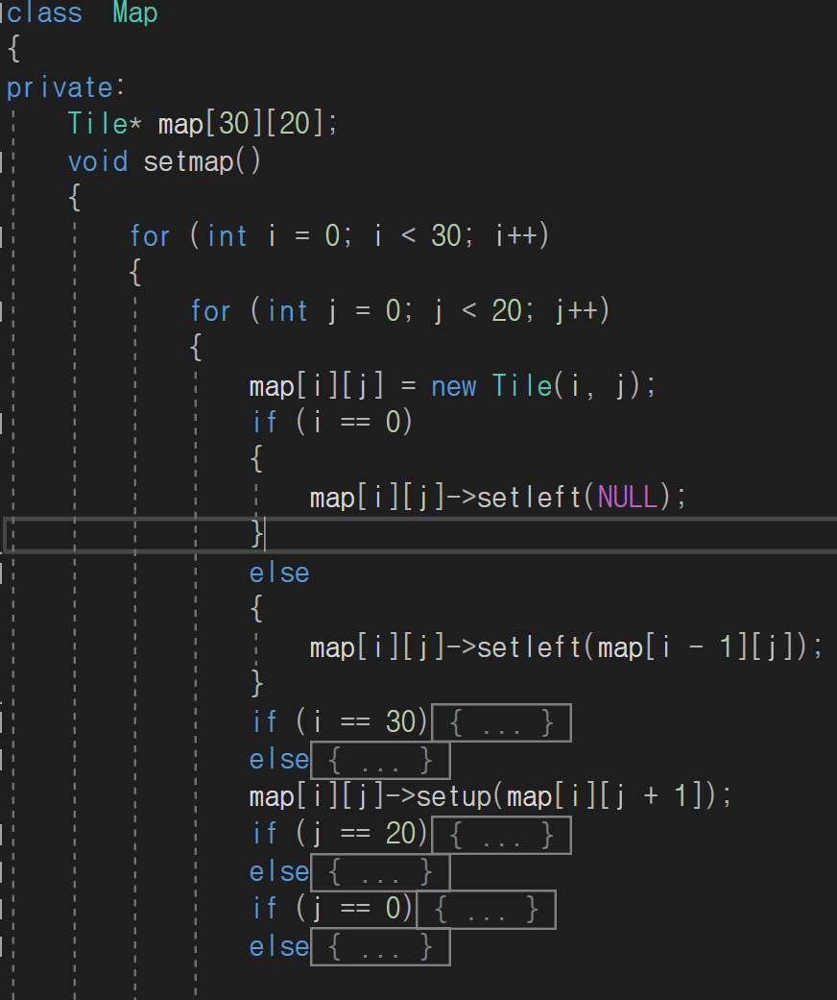 class Map
{
private:
Tile* map[30][20];
void setmap()
{
for (int i = 0; i < 30; i++)
{
for (int j = 0; j < 20; j++)
{
map[i][j] = new Tile(i, j);
if (i == 0)
{
map[i][j]->setleft(NULL);
}
else
{
map[i][j]->setleft(map[i - 1][j]);
}
if (i == 30){ ... }
else{ ... }
map[i][j]->setup(map[i][j + 1]);
if (j == 20){ ... }
else{ ... }
if (j == 0){ ... }
else{ ... }